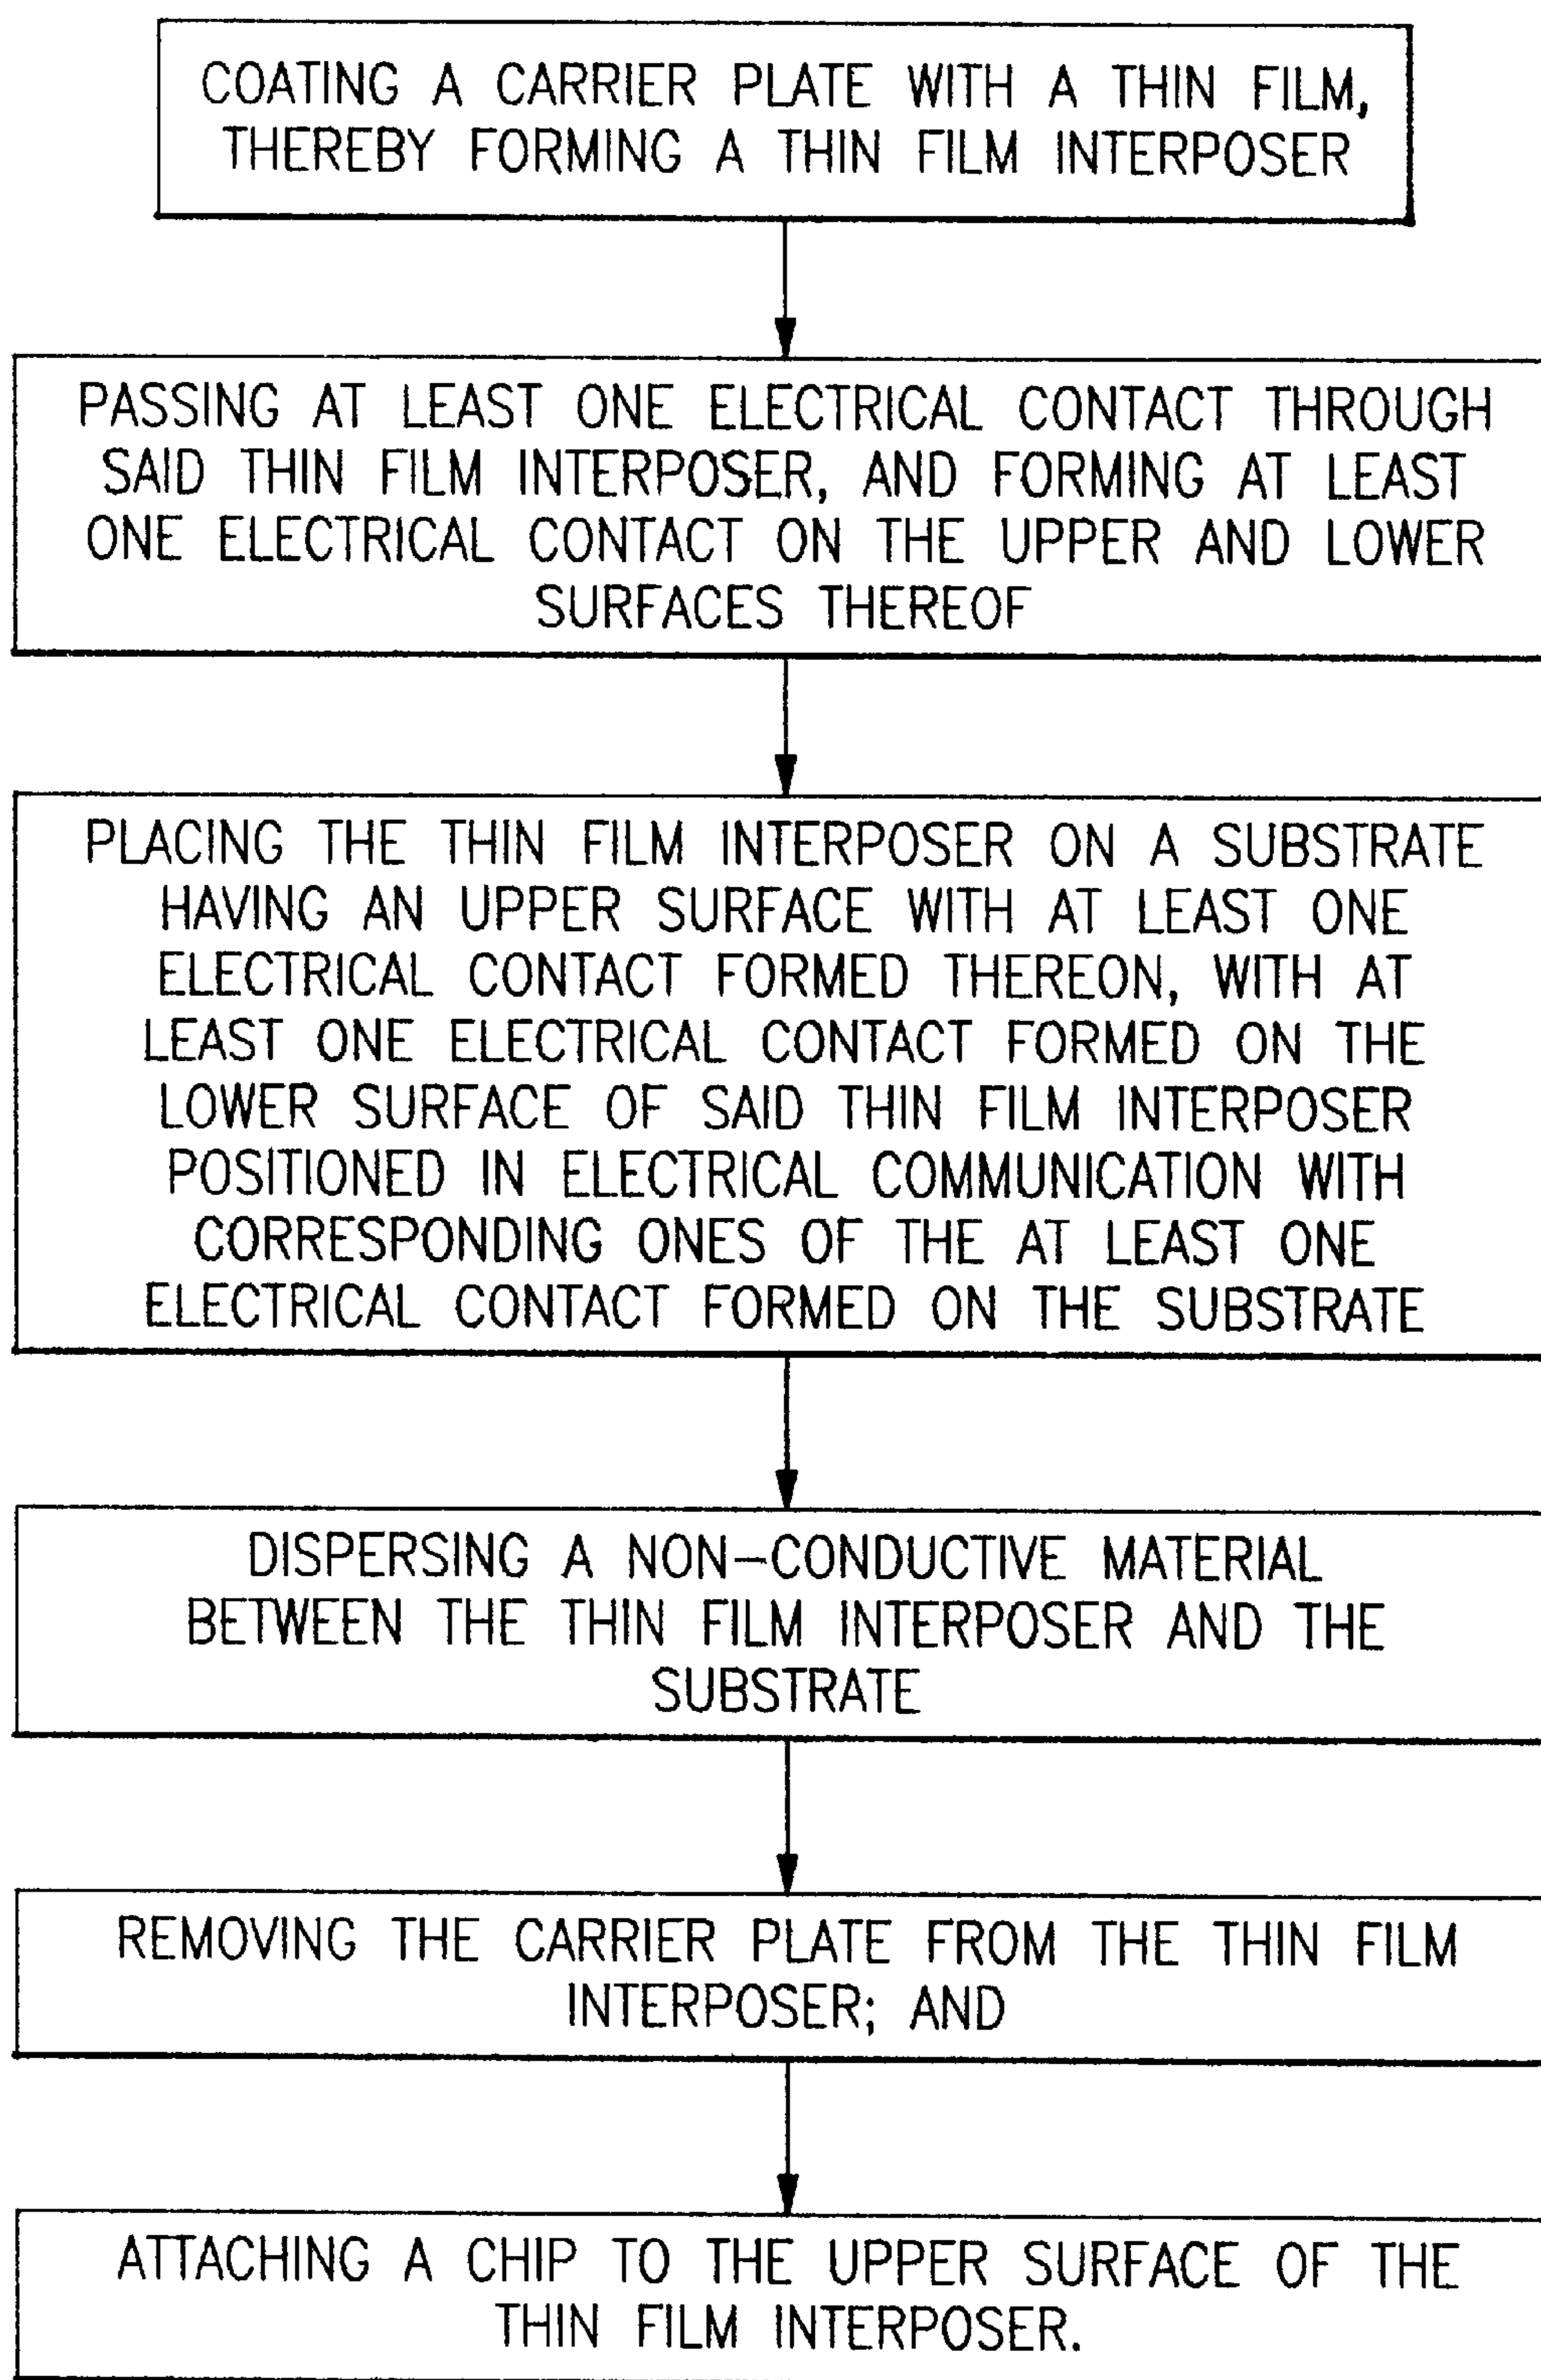 COATING A CARRIER PLATE WITH A THIN FILM,
THEREBY FORMING A THIN FILM INTERPOSER
PASSING AT LEAST ONE ELECTRICAL CONTACT THROUGH
SAID THIN FILM INTERPOSER, AND FORMING AT LEAST
ONE ELECTRICAL CONTACT ON THE UPPER AND LOWER
SURFACES THEREOF
PLACING THE THIN FILM INTERPOSER ON A SUBSTRATE
HAVING AN UPPER SURFACE WITH AT LEAST ONE
ELECTRICAL CONTACT FORMED THEREON, WITH AT
LEAST ONE ELECTRICAL CONTACT FORMED ON THE
LOWER SURFACE OF SAID THIN FILM INTERPOSER
POSITIONED IN ELECTRICAL COMMUNICATION WITH
CORRESPONDING ONES OF THE AT LEAST ONE
ELECTRICAL CONTACT FORMED ON THE SUBSTRATE
DISPERSING A NON–CONDUCTIVE MATERIAL
BETWEEN THE THIN FILM INTERPOSER AND THE
SUBSTRATE
REMOVING THE CARRIER PLATE FROM THE THIN FILM
INTERPOSER; AND
ATTACHING A CHIP TO THE UPPER SURFACE OF THE
THIN FILM INTERPOSER.